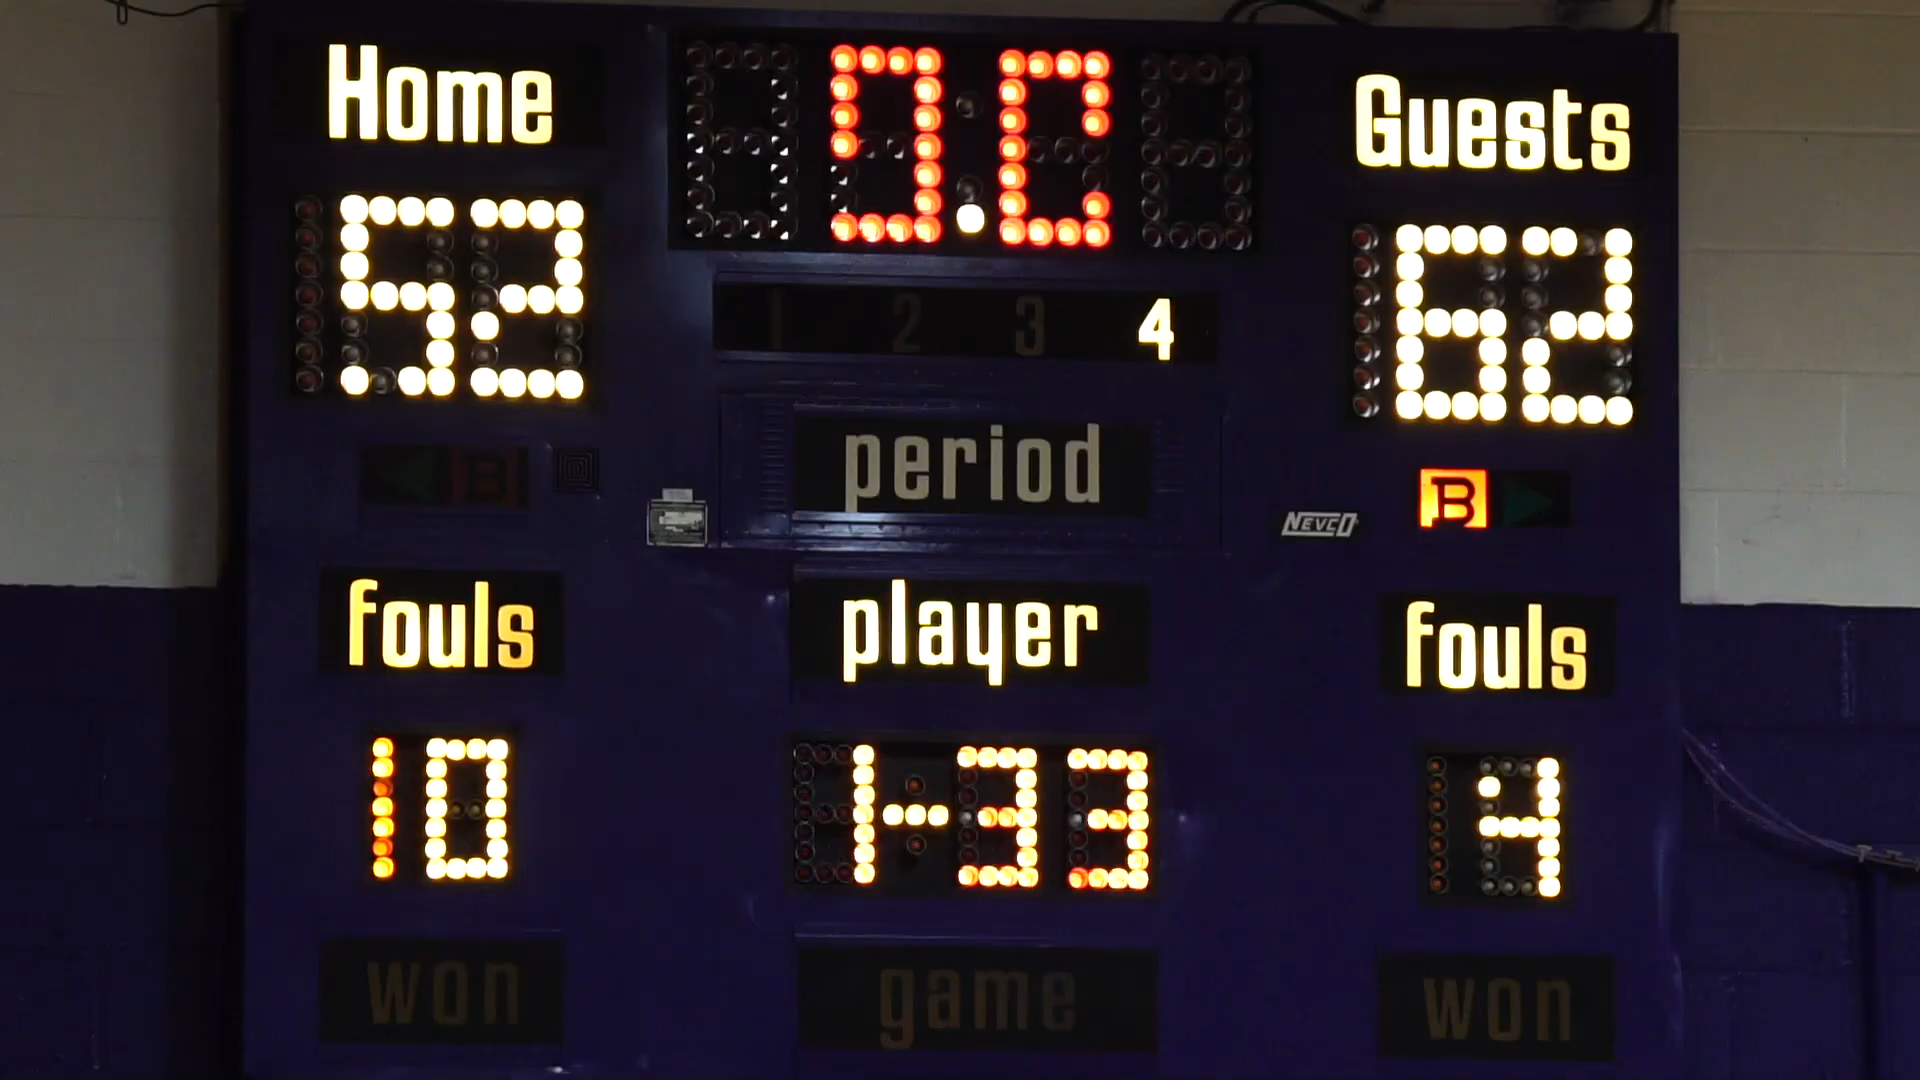 Home
0.0
Guests
52
62
1 2 3 4
B
period
NEVCO
B
fouls
player
fouls
10
1-33
4
won
game
won